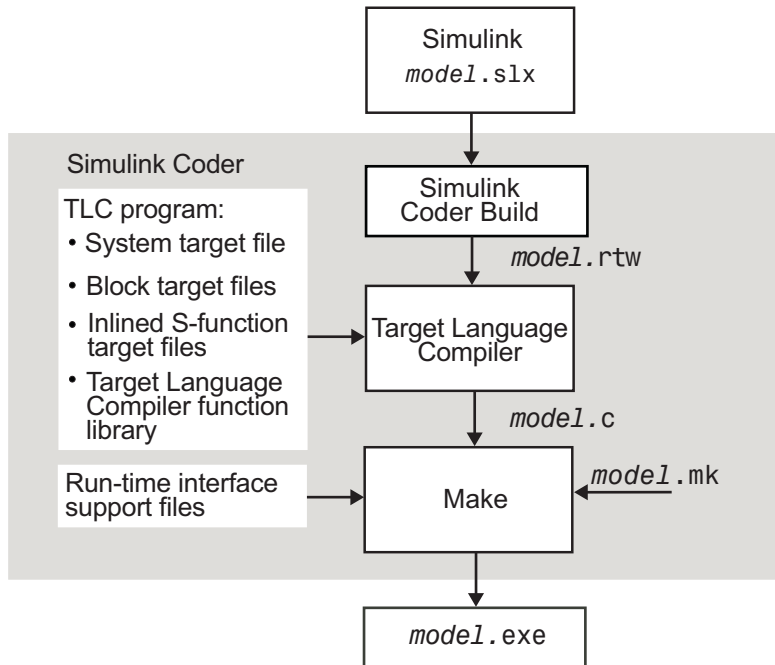 Simulink
model.slx
Simulink Coder
Simulink
Coder Build
TLC program:
• System target file
• Block target files
• Inlined S-function
target files
• Target Language
Compiler function
library
model.rtw
Target Language
Compiler
model.c
Run-time interface
support files
Make
model.mk
model.exe